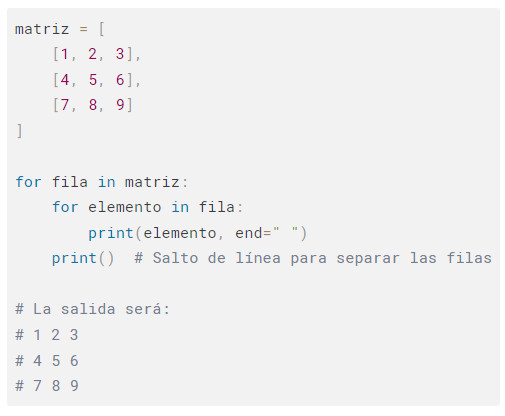 matriz = [
    [1, 2, 3],
    [4, 5, 6],
    [7, 8, 9]
]

for fila in matriz:
    for elemento in fila:
        print(elemento, end=" ")
    print()  # Salto de línea para separar las filas

# La salida será:
# 1 2 3
# 4 5 6
# 7 8 9